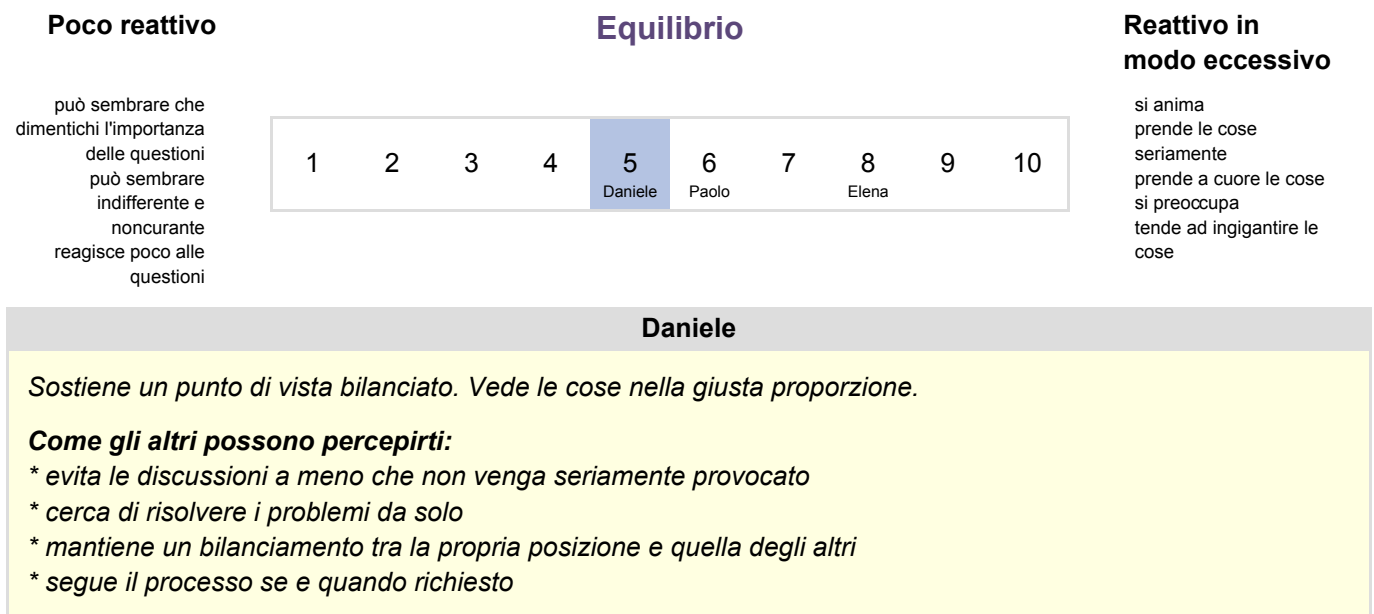 Poco reattivo
Equilibrio
Reattivo in
modo eccessivo
può sembrare che
dimentichi l'importanza
delle questioni
può sembrare
indifferente e
noncurante
reagisce poco alle
questioni
1 2 3 4 5 6 7 8 9 10
Daniele Paolo Elena
si anima
prende le cose
seriamente
prende a cuore le cose
si preoccupa
tende ad ingigantire le
cose
Daniele
Sostiene un punto di vista bilanciato. Vede le cose nella giusta proporzione.
Come gli altri possono percepirti:
* evita le discussioni a meno che non venga seriamente provocato
* cerca di risolvere i problemi da solo
* mantiene un bilanciamento tra la propria posizione e quella degli altri
* segue il processo se e quando richiesto